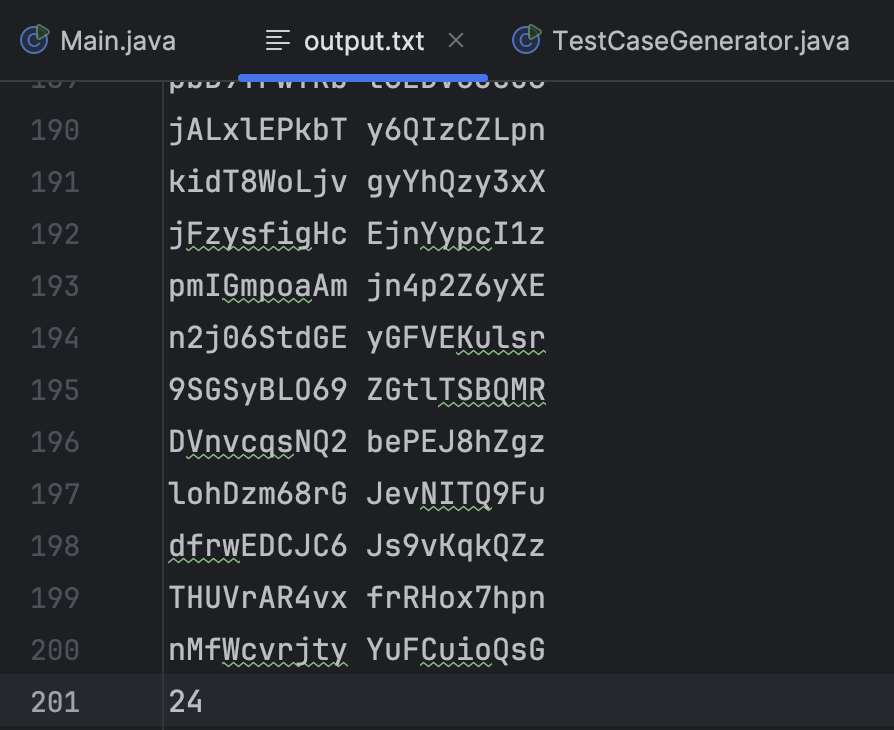 Main.java output.txt TestCaseGenerator.java
190 jALxlEPkbT y6QIzCZLpn
191 kidT8WoLjv gyYhQzy3xX
192 jFzysfigHc EjnYypcI1z
193 pmIGmpoaAm jn4p2Z6yXE
194 n2j06StdGE yGFVEKulsr
195 9SGSyBLO69 ZGtlTSBQMR
196 DVnvcqsNQ2 bePEJ8hZgz
197 lohDzm68rG JevNITQ9Fu
198 dfrwEDCJC6 Js9vKqkQZz
199 THUVrAR4vx frRHox7hpn
200 nMfWcvrjty YuFCuioQsG
201 24